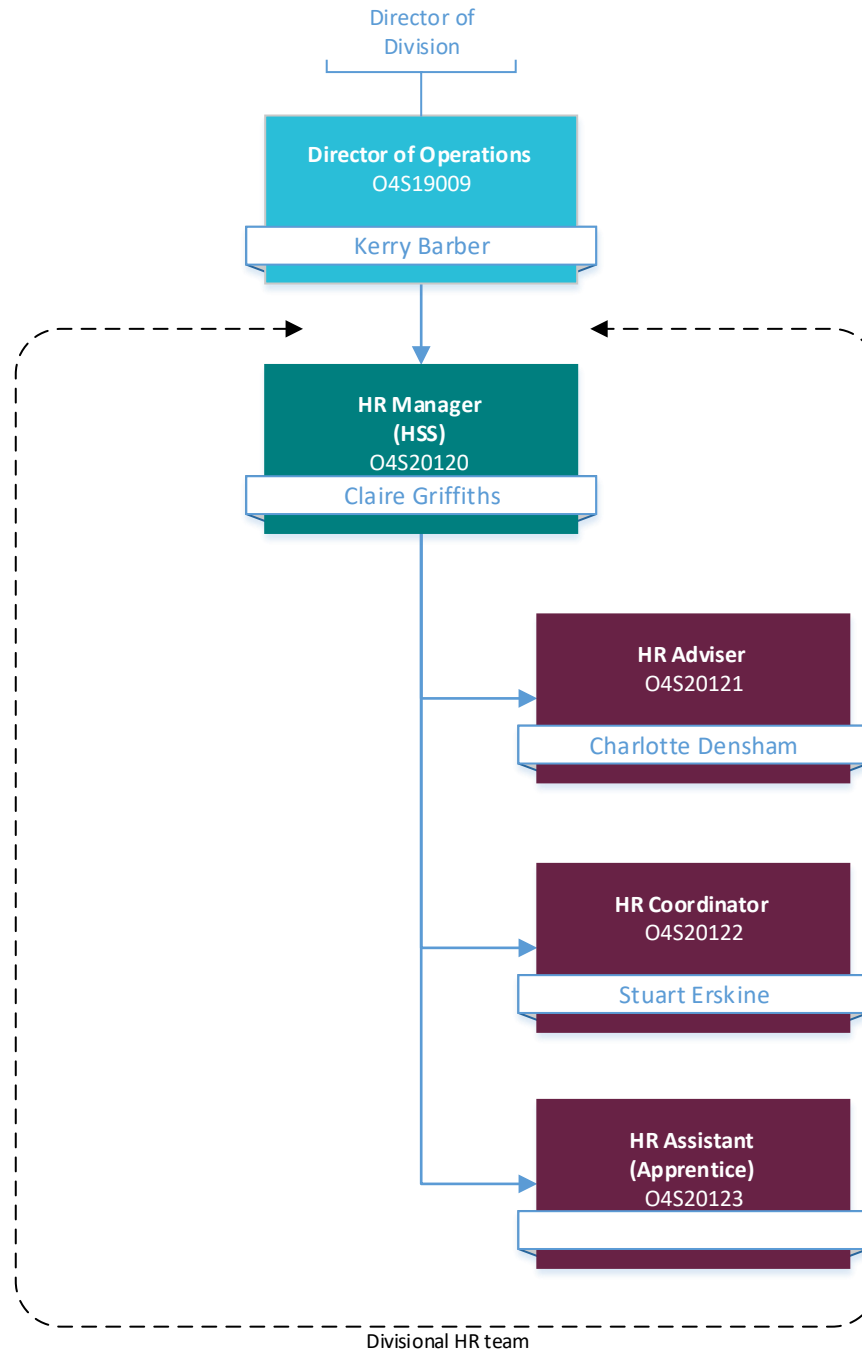 Director of
Division
Director of Operations
O4S19009
Kerry Barber
HR Manager
(HSS)
O4S20120
Claire Griffiths
HR Adviser
O4S20121
Charlotte Densham
HR Coordinator
O4S20122
Stuart Erskine
HR Assistant
(Apprentice)
O4S20123
Divisional HR team